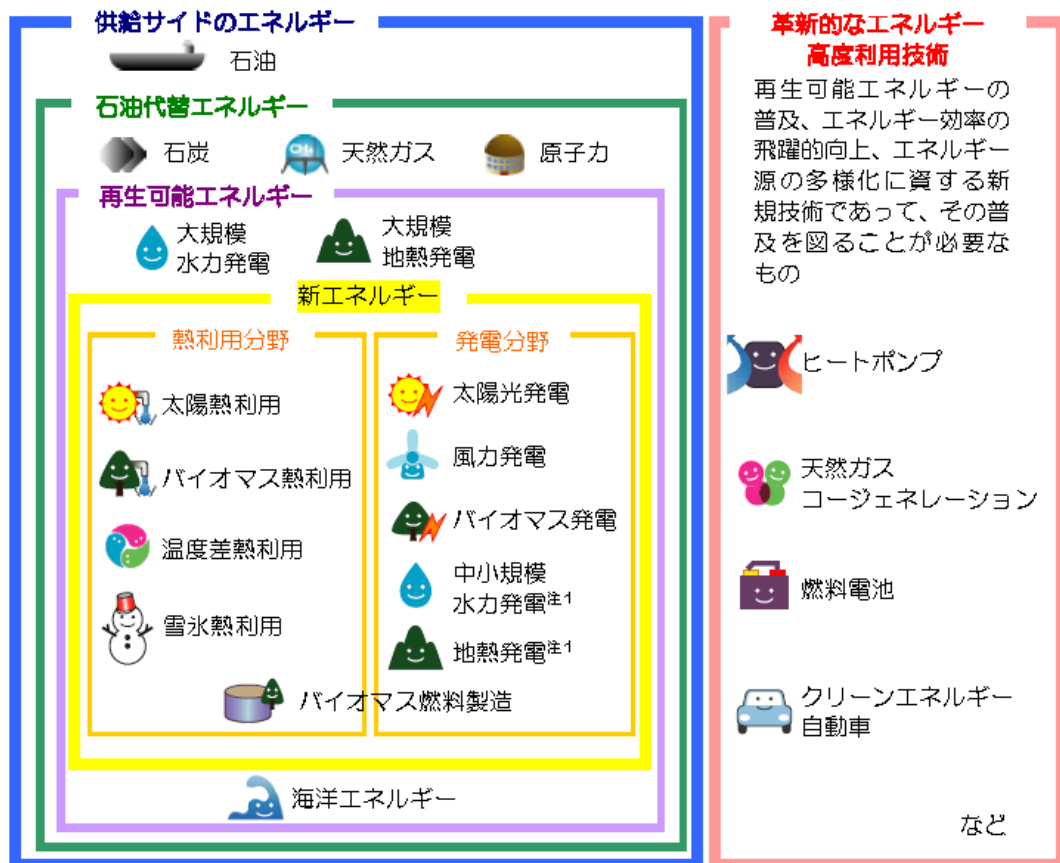 供給サイドのエネルギー
石油
石油代替エネルギー
石炭
CH4
天然ガス
原子力
再生可能エネルギー
大規模
水力発電
大規模
地熱発電
新エネルギー
熱利用分野
太陽熱利用
バイオマス熱利用
温度差熱利用
雪氷熱利用
発電分野
太陽光発電
風力発電
バイオマス発電
中小規模
水力発電注1
地熱発電注1
バイオマス燃料製造
海洋エネルギー
革新的なエネルギー
高度利用技術
再生可能エネルギーの
普及、エネルギー効率の
飛躍的向上、エネルギー
源の多様化に資する新
規技術であって、その普
及を図ることが必要な
もの
ヒートポンプ
天然ガス
コージェネレーション
燃料電池
クリーンエネルギー
自動車
など